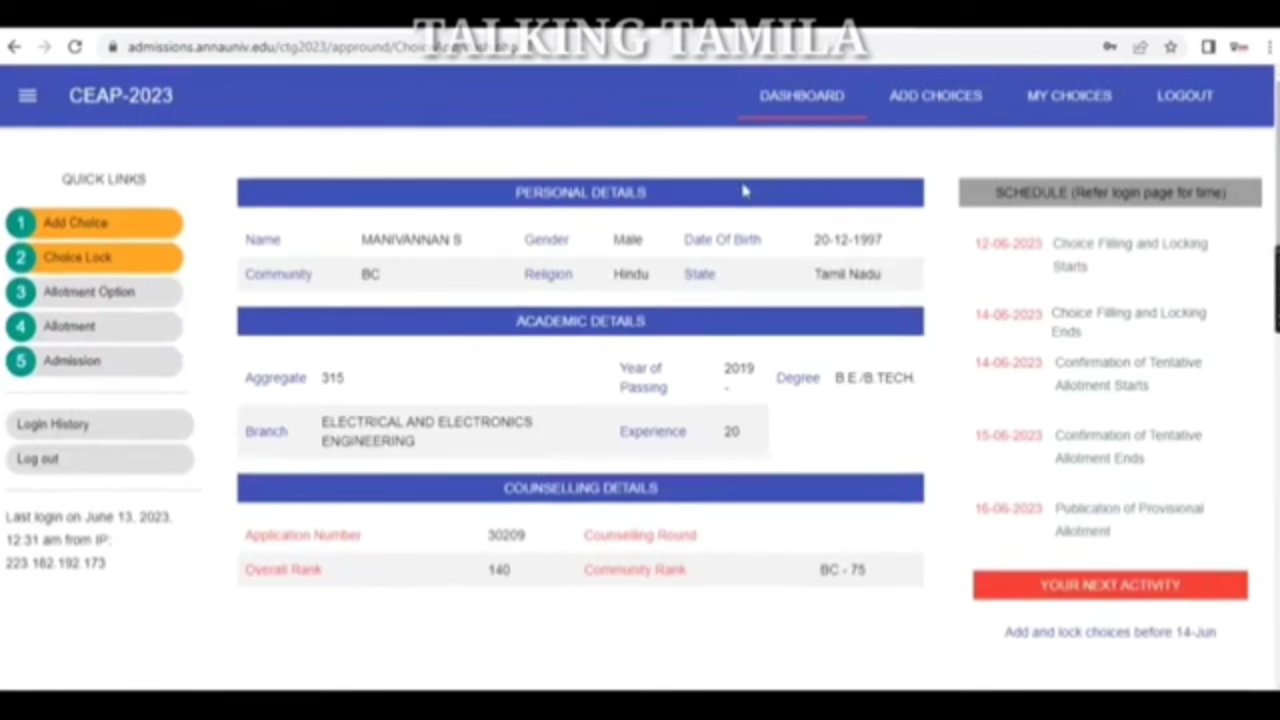 TALKING TAMILA
admissions.annauniv.edu/ctg2023/appround/
CEAP-2023
DASHBOARD
ADD CHOICES
MY CHOICES
LOGOUT
QUICK LINKS
1 Add Choice
2 Choice Lock
3 Allotment Option
4 Allotment
5 Admission
Login History
Log out
Last login on June 13, 2023,
12:31 am from IP:
223.182.192.173
PERSONAL DETAILS
Name MANIVANNAN S Gender Male Date Of Birth 20-12-1997
Community BC Religion Hindu State Tamil Nadu
ACADEMIC DETAILS
Aggregate 315 Year of Passing 2019 - Degree B.E./B.TECH.
Branch ELECTRICAL AND ELECTRONICS ENGINEERING Experience 20
COUNSELLING DETAILS
Application Number 30209 Counselling Round
Overall Rank 140 Community Rank BC - 75
SCHEDULE (Refer login page for time)
12-06-2023 Choice Filling and Locking
Starts
14-06-2023 Choice Filling and Locking
Ends
14-06-2023 Confirmation of Tentative
Allotment Starts
15-06-2023 Confirmation of Tentative
Allotment Ends
16-06-2023 Publication of Provisional
Allotment
YOUR NEXT ACTIVITY
Add and lock choices before 14-Jun